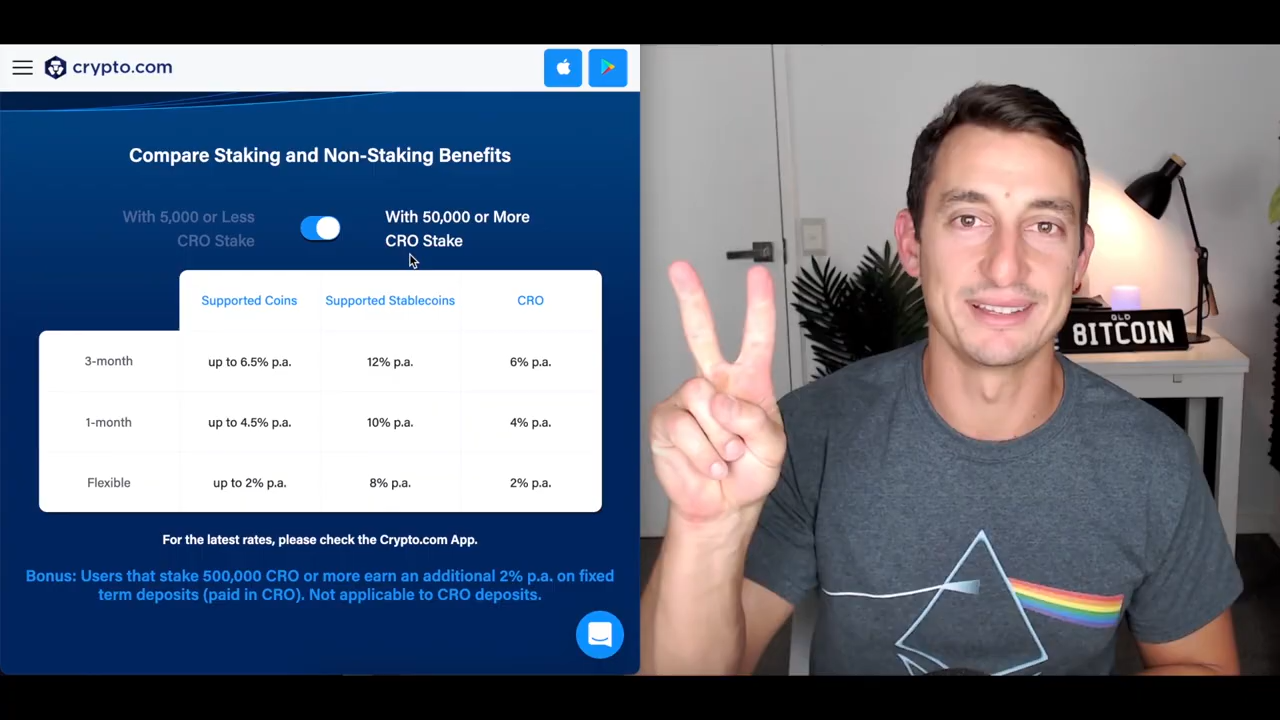 crypto.com
Compare Staking and Non-Staking Benefits
With 5,000 or Less
CRO Stake
With 50,000 or More
CRO Stake
Supported Coins Supported Stablecoins CRO
3-month up to 6.5% p.a. 12% p.a. 6% p.a.
1-month up to 4.5% p.a. 10% p.a. 4% p.a.
Flexible up to 2% p.a. 8% p.a. 2% p.a.
For the latest rates, please check the Crypto.com App.
Bonus: Users that stake 500,000 CRO or more earn an additional 2% p.a. on fixed
term deposits (paid in CRO). Not applicable to CRO deposits.
QLD
8ITCOIN